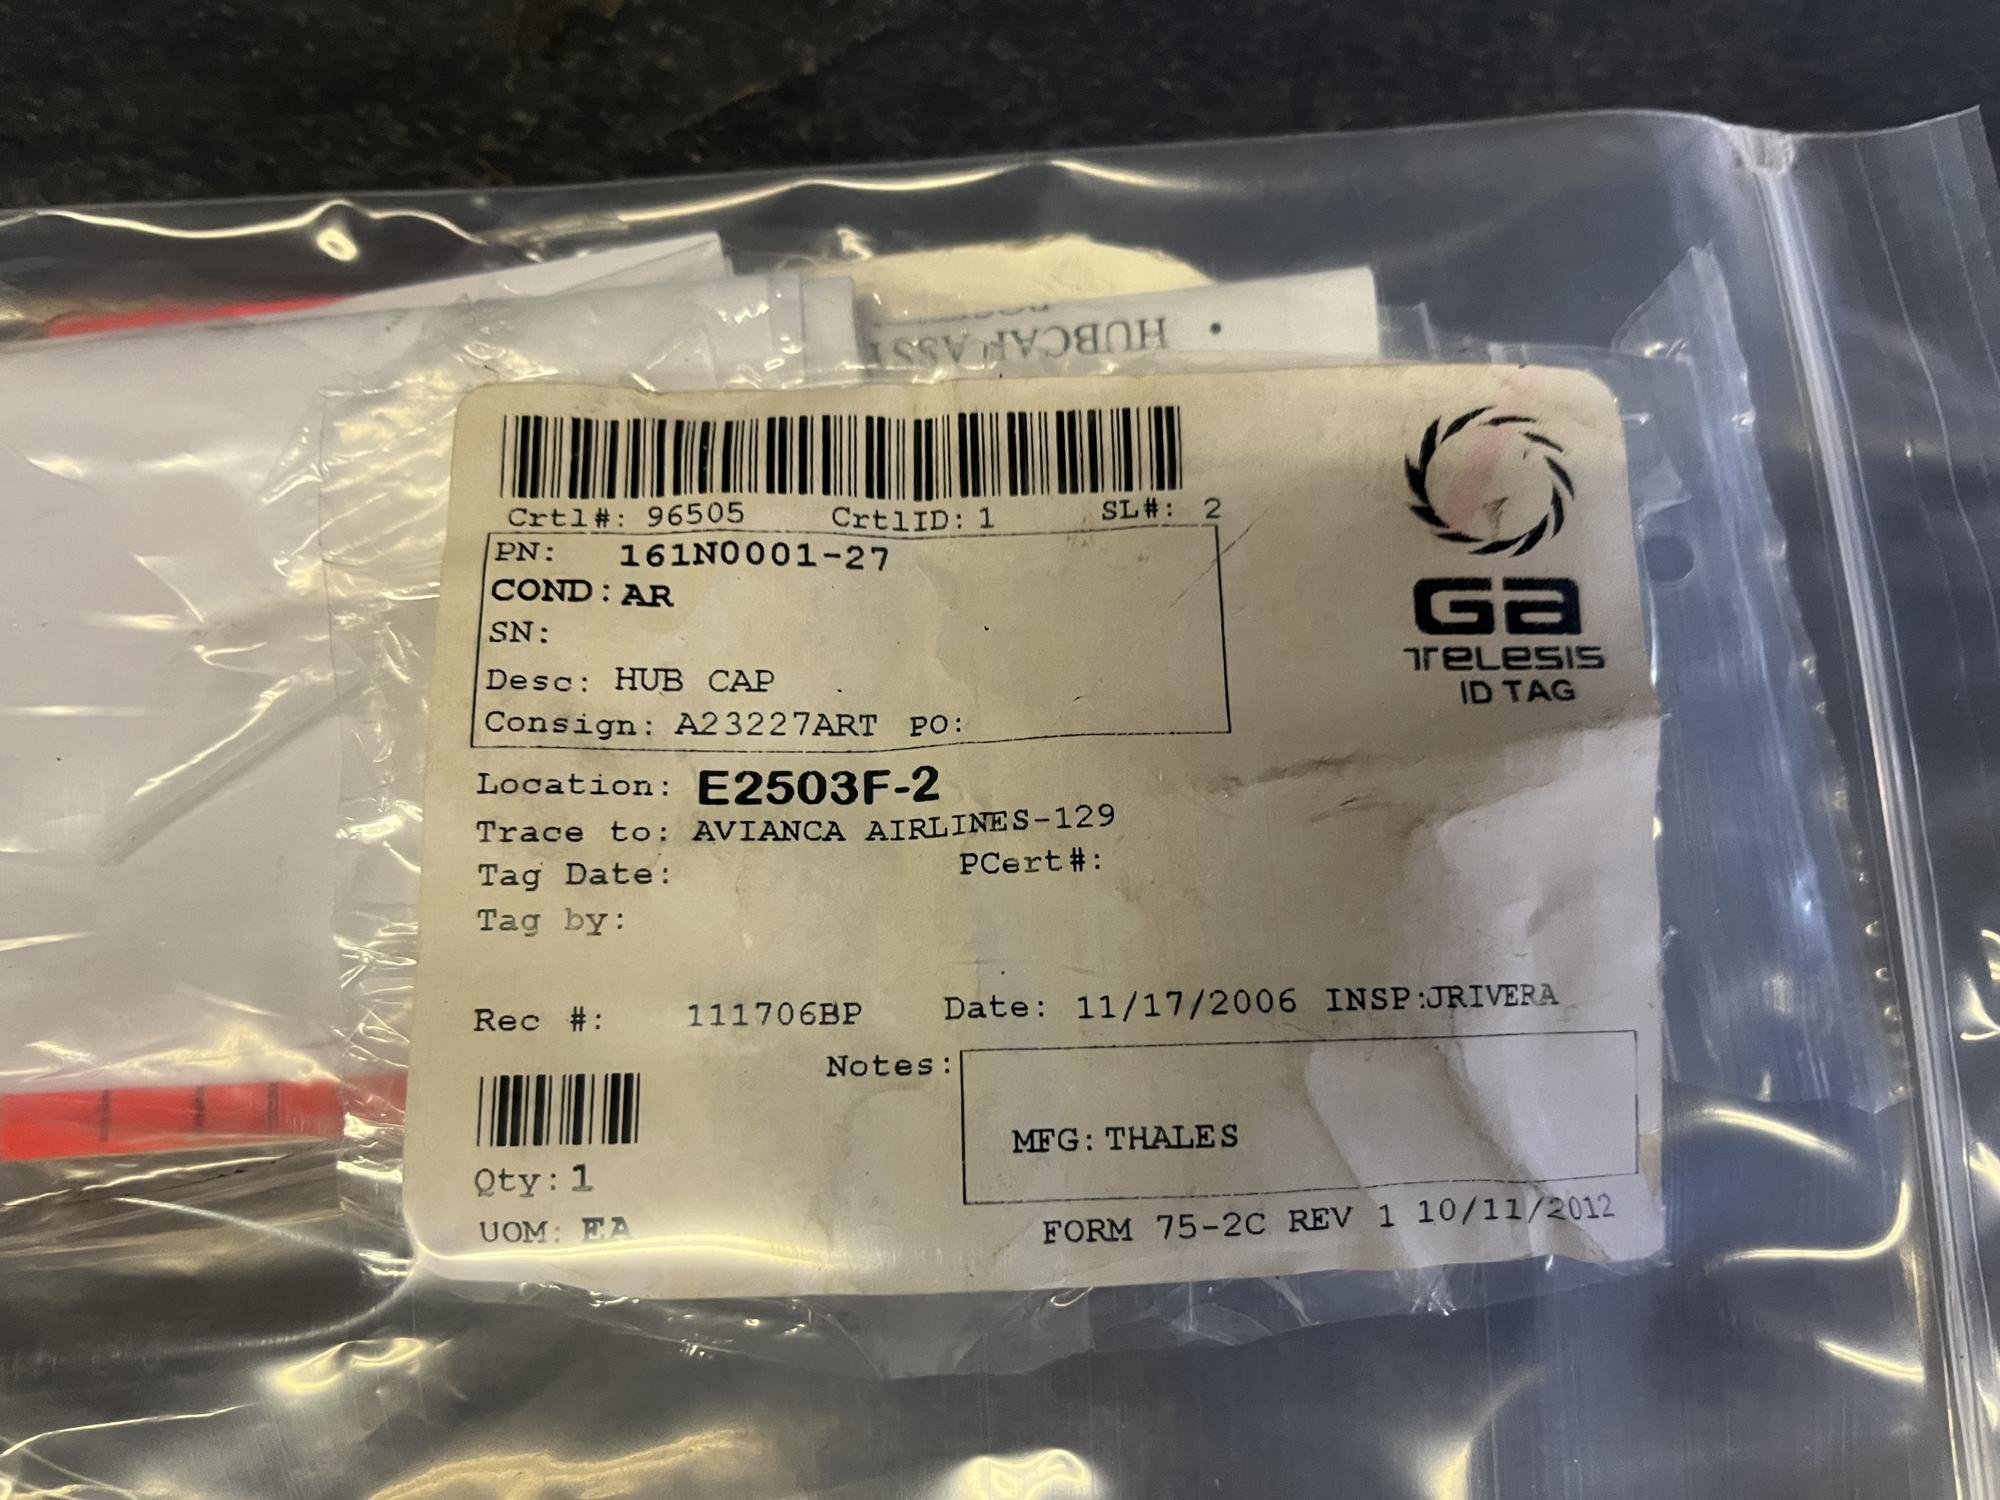 HUBCAP ASS
Crtl#: 96505 CrtlID: 1 SL#: 2
PN: 161N0001-27
COND: AR
SN:
Desc: HUB CAP
Consign: A23227ART PO:
Ga
TELESIS
ID TAG
Location: E2503F-2
Trace to: AVIANCA AIRLINES-129
Tag Date: PCert#:
Tag by:
Rec #: 111706BP Date: 11/17/2006 INSP:JRIVERA
Notes:
MFG: THALES
Qty: 1
UOM: EA
FORM 75-2C REV 1 10/11/2012